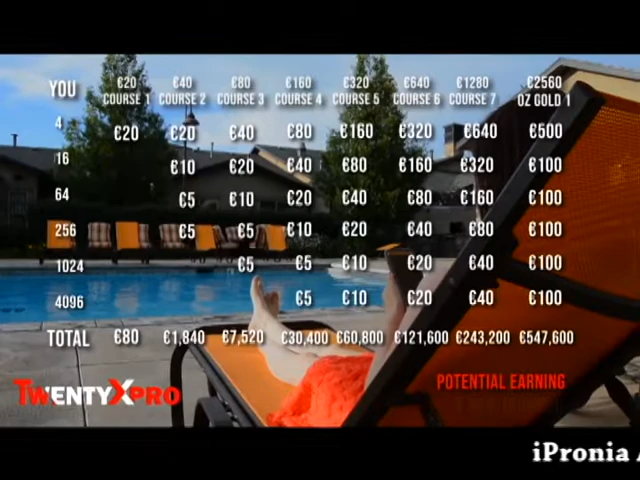 YOU €20 €40 €80 €160 €320 €640 €1280 €2560
COURSE 1 COURSE 2 COURSE 3 COURSE 4 COURSE 5 COURSE 6 COURSE 7 OZ GOLD 1
4 €20 €20 €40 €80 €160 €320 €640 €500
16 €10 €20 €40 €80 €160 €320 €100
64 €5 €10 €20 €40 €80 €160 €100
256 €5 €5 €10 €20 €40 €80 €100
1024 €5 €5 €10 €20 €40 €100
4096 €5 €10 €20 €40 €100
TOTAL €80 €1,840 €7,520 €30,400 €60,800 €121,600 €243,200 €547,600
TWENTYXPRO
POTENTIAL EARNING
iPronia A